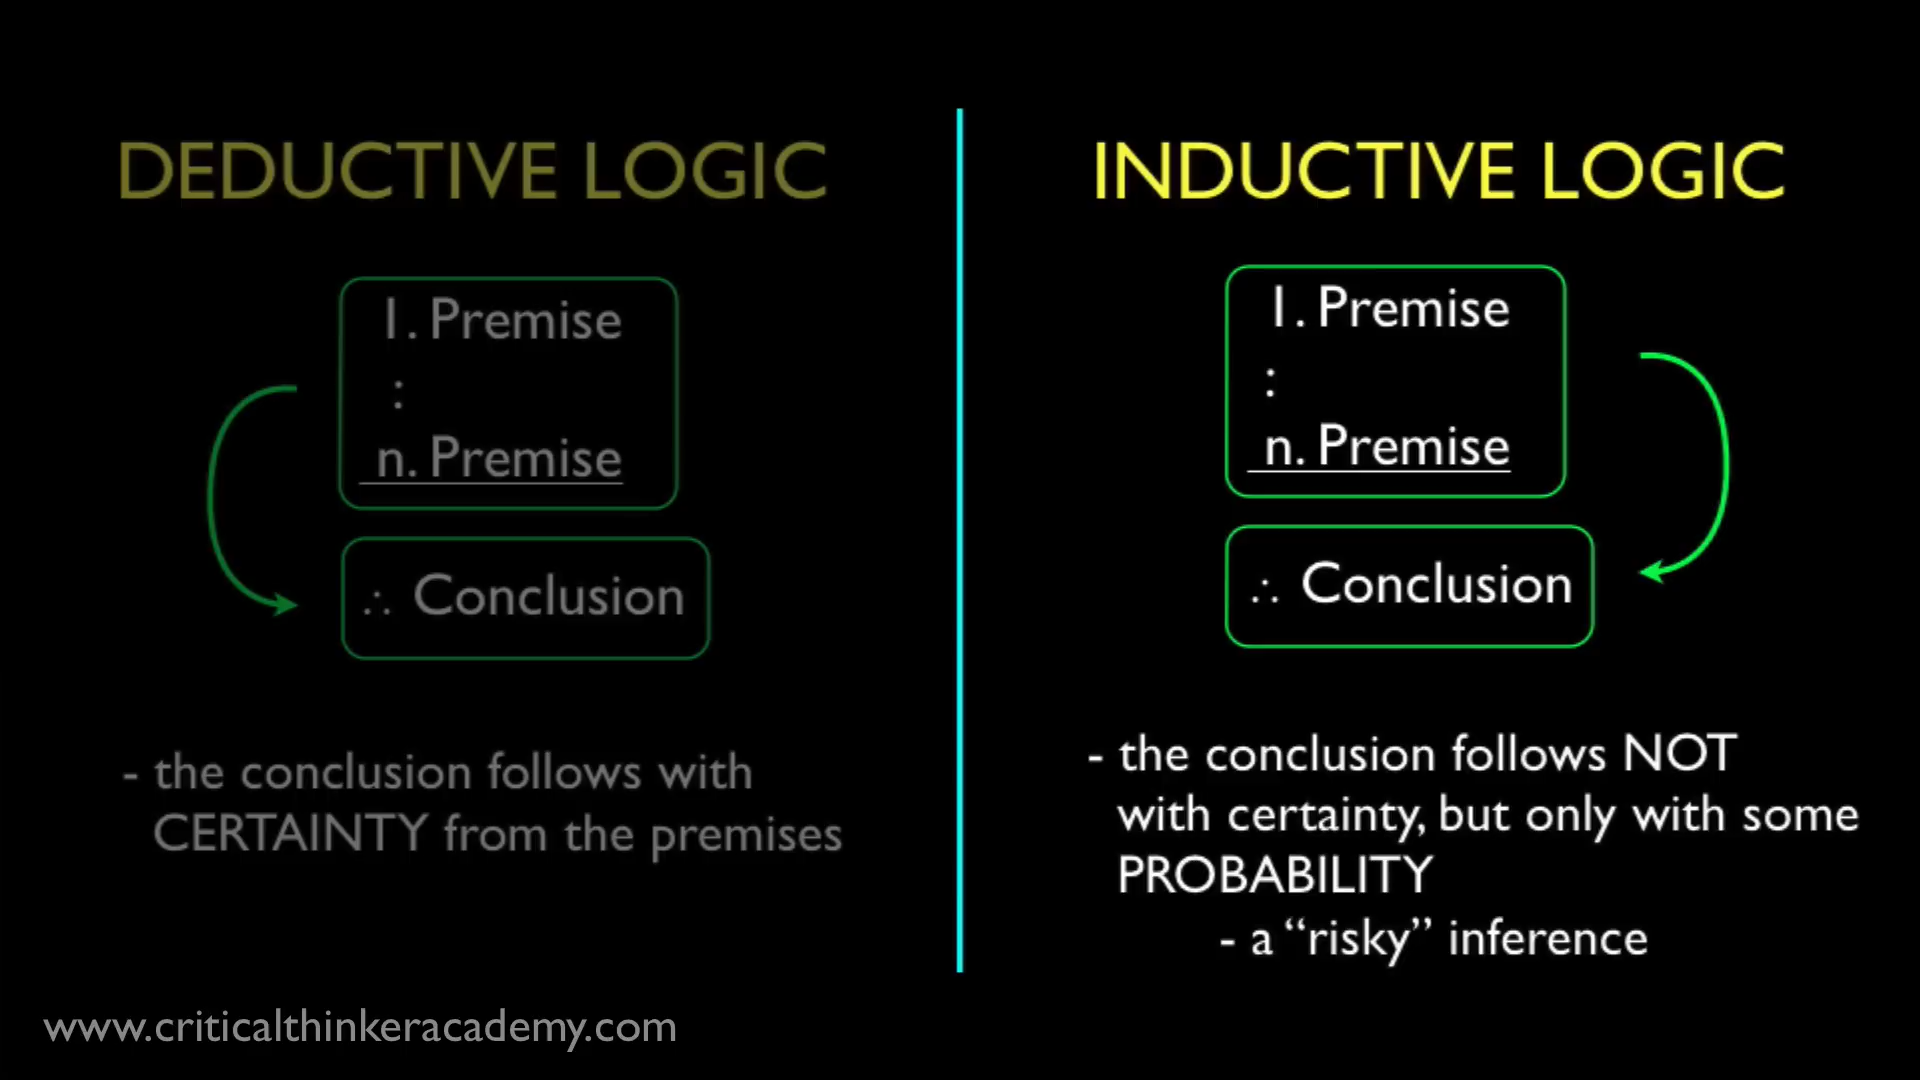 DEDUCTIVE LOGIC
1. Premise
:
n. Premise
∴ Conclusion
- the conclusion follows with
CERTAINTY from the premises
INDUCTIVE LOGIC
1. Premise
:
n. Premise
∴ Conclusion
- the conclusion follows NOT
with certainty, but only with some
PROBABILITY
- a “risky” inference
www.criticalthinkeracademy.com